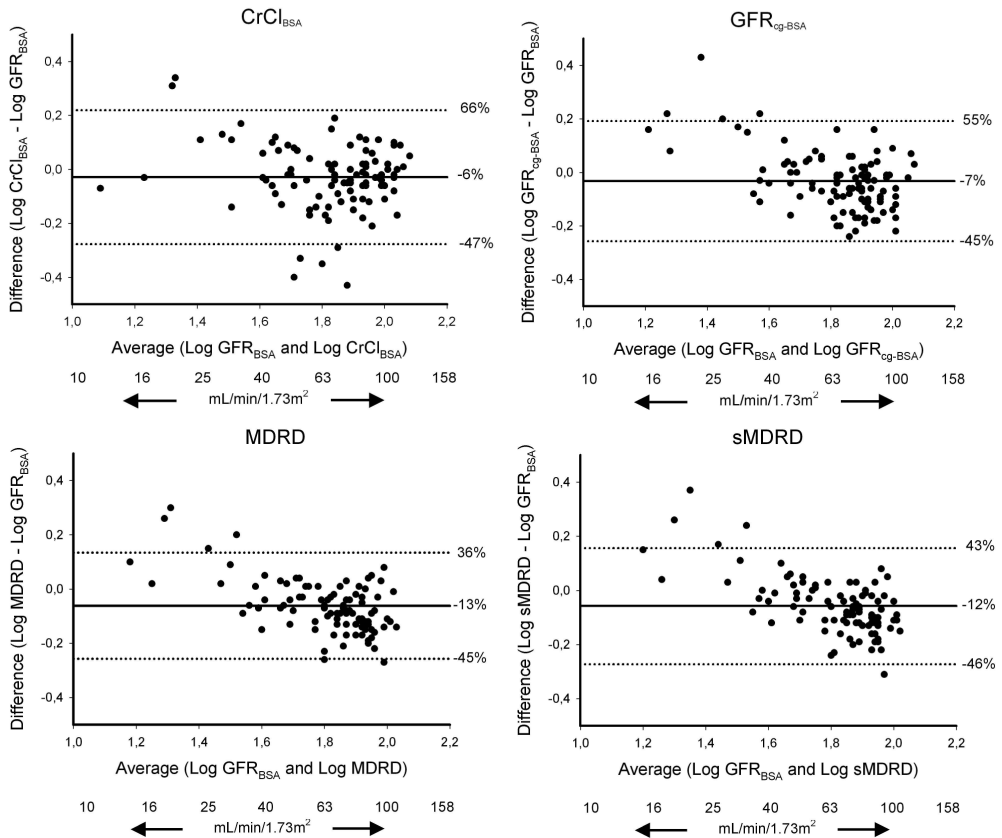 CrCl_BSA
Difference (Log CrCl_BSA - Log GFR_BSA)
0,4
0,2
0,0
-0,2
-0,4
66%
-6%
-47%
1,0 1,2 1,4 1,6 1,8 2,0 2,2
Average (Log GFR_BSA and Log CrCl_BSA)
10 16 25 40 63 100 158
mL/min/1.73m²
GFR_cg-BSA
Difference (Log GFR_cg-BSA - Log GFR_BSA)
0,4
0,2
0,0
-0,2
-0,4
55%
-7%
-45%
1,0 1,2 1,4 1,6 1,8 2,0 2,2
Average (Log GFR_BSA and Log GFR_cg-BSA)
10 16 25 40 63 100 158
mL/min/1.73m²
MDRD
Difference (Log MDRD - Log GFR_BSA)
0,4
0,2
0,0
-0,2
-0,4
36%
-13%
-45%
1,0 1,2 1,4 1,6 1,8 2,0 2,2
Average (Log GFR_BSA and Log MDRD)
10 16 25 40 63 100 158
mL/min/1.73m²
sMDRD
Difference (Log sMDRD - Log GFR_BSA)
0,4
0,2
0,0
-0,2
-0,4
43%
-12%
-46%
1,0 1,2 1,4 1,6 1,8 2,0 2,2
Average (Log GFR_BSA and Log sMDRD)
10 16 25 40 63 100 158
mL/min/1.73m²